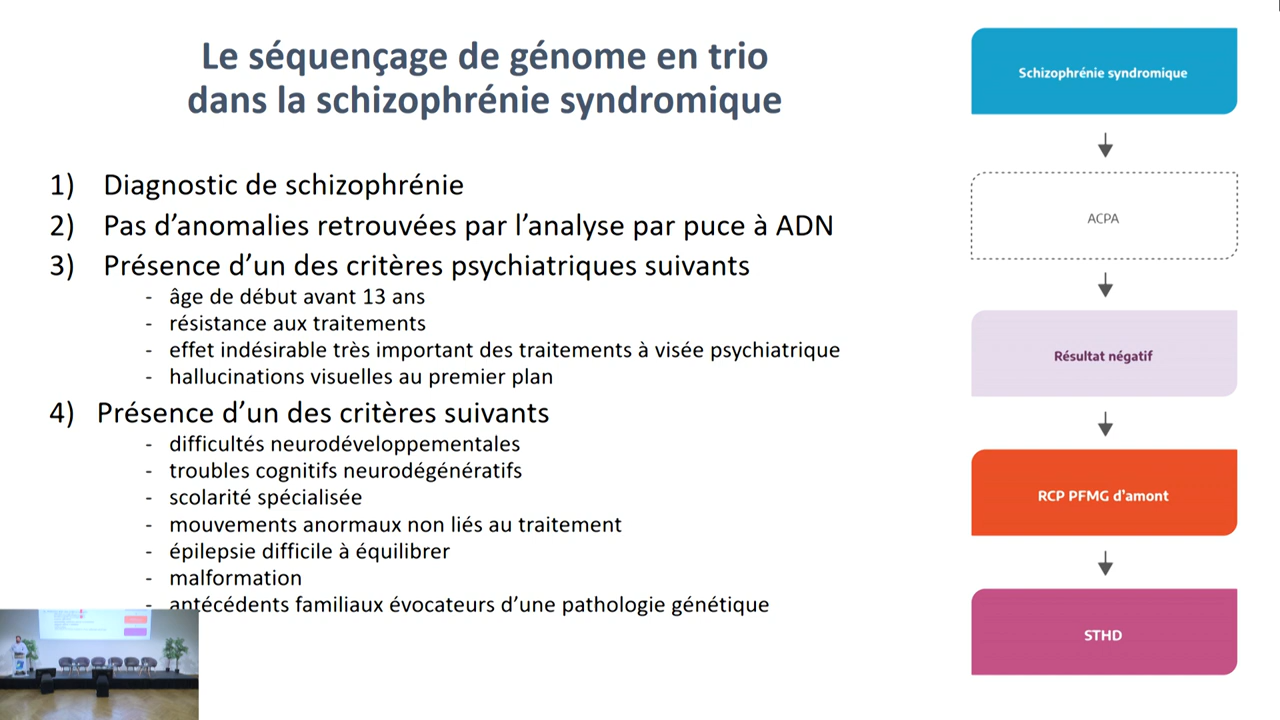 Le séquençage de génome en trio
dans la schizophrénie syndromique
1) Diagnostic de schizophrénie
2) Pas d’anomalies retrouvées par l’analyse par puce à ADN
3) Présence d’un des critères psychiatriques suivants
- âge de début avant 13 ans
- résistance aux traitements
- effet indésirable très important des traitements à visée psychiatrique
- hallucinations visuelles au premier plan
4) Présence d’un des critères suivants
- difficultés neurodéveloppementales
- troubles cognitifs neurodégénératifs
- scolarité spécialisée
- mouvements anormaux non liés au traitement
- épilepsie difficile à équilibrer
- malformation
- antécédents familiaux évocateurs d’une pathologie génétique
Schizophrénie syndromique
ACPA
Résultat négatif
RCP PFMG d’amont
STHD